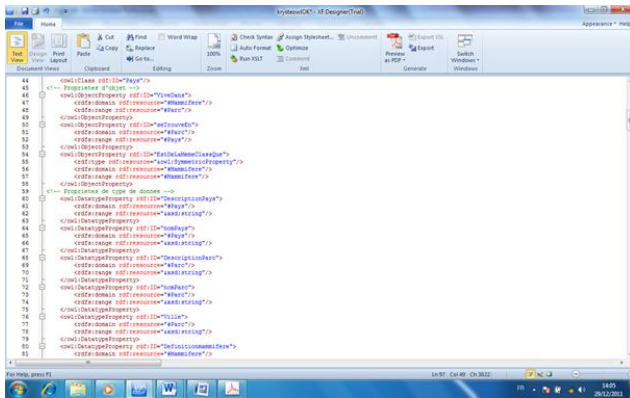 krysteowlOK* - XF Designer(Trial)
File Home Appearance Help
Text View Design View Print Layout Paste Cut Copy Find Replace Go to... Word Wrap 100% Check Syntax Auto Format Run XSLT Assign Stylesheet... Optimize Comment Uncomment Preview as PDF Export XSL Export Switch Windows
Document Views Clipboard Editing Zoom Xml Generate Windows
44 <owl:Class rdf:ID="Pays"/>
45 <!-- Proprietes d'objet -->
46 <owl:ObjectProperty rdf:ID="ViveDans">
47 <rdfs:domain rdf:resource="#Mammifere"/>
48 <rdfs:range rdf:resource="#Parc"/>
49 </owl:ObjectProperty>
50 <owl:ObjectProperty rdf:ID="seTrouveEn">
51 <rdfs:domain rdf:resource="#Parc"/>
52 <rdfs:range rdf:resource="#Pays"/>
53 </owl:ObjectProperty>
54 <owl:ObjectProperty rdf:ID="EstDeLaMemeClassQue">
55 <rdf:type rdf:resource="&owl;SymmetricProperty"/>
56 <rdfs:domain rdf:resource="#Mammifere"/>
57 <rdfs:range rdf:resource="#Mammifere"/>
58 </owl:ObjectProperty>
59 <!-- Proprietes de type de donnes -->
60 <owl:DatatypeProperty rdf:ID="DescriptionPays">
61 <rdfs:domain rdf:resource="#Pays"/>
62 <rdfs:range rdf:resource="&xsd;string"/>
63 </owl:DatatypeProperty>
64 <owl:DatatypeProperty rdf:ID="nomPays">
65 <rdfs:domain rdf:resource="#Pays"/>
66 <rdfs:range rdf:resource="&xsd;string"/>
67 </owl:DatatypeProperty>
68 <owl:DatatypeProperty rdf:ID="DescriptionParc">
69 <rdfs:domain rdf:resource="#Parc"/>
70 <rdfs:range rdf:resource="&xsd;string"/>
71 </owl:DatatypeProperty>
72 <owl:DatatypeProperty rdf:ID="nomParc">
73 <rdfs:domain rdf:resource="#Parc"/>
74 <rdfs:range rdf:resource="&xsd;string"/>
75 </owl:DatatypeProperty>
76 <owl:DatatypeProperty rdf:ID="Ville">
77 <rdfs:domain rdf:resource="#Parc"/>
78 <rdfs:range rdf:resource="&xsd;string"/>
79 </owl:DatatypeProperty>
80 <owl:DatatypeProperty rdf:ID="Definitionmammifere">
81 <rdfs:domain rdf:resource="#Mammifere"/>
For Help, press F1 Ln 97 Col 49 Ch 3822
FR 14:05
29/12/2011